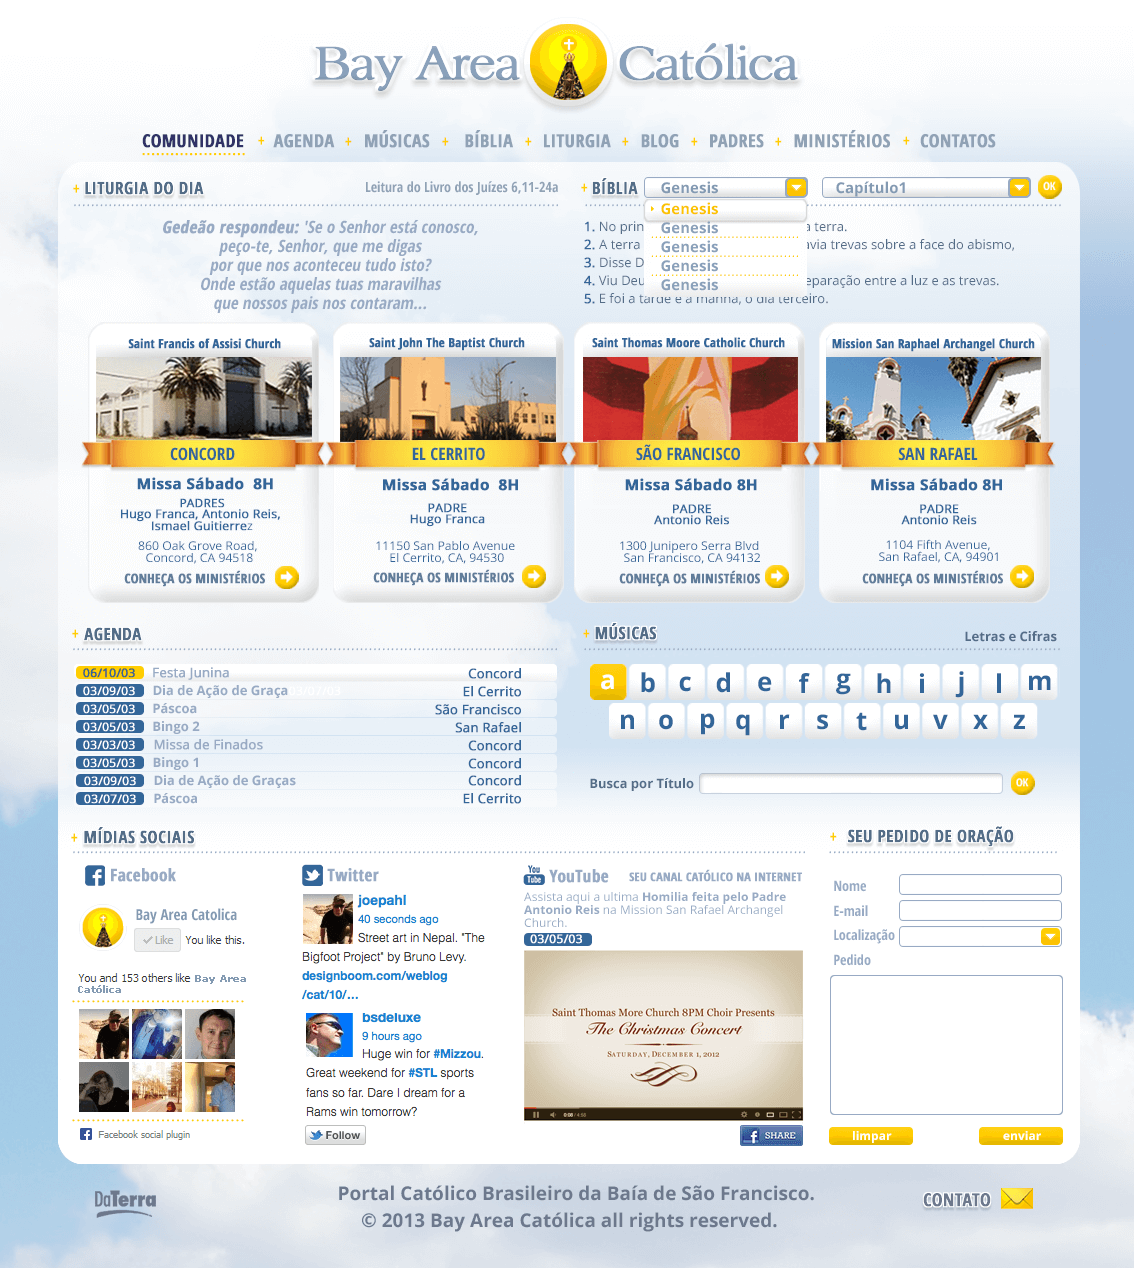 Bay Area Católica
COMUNIDADE + AGENDA + MÚSICAS + BÍBLIA + LITURGIA + BLOG + PADRES + MINISTÉRIOS + CONTATOS
+ LITURGIA DO DIA
Leitura do Livro dos Juízes 6,11-24a
Gedeão respondeu: 'Se o Senhor está conosco,
peço-te, Senhor, que me digas
por que nos aconteceu tudo isto?
Onde estão aquelas tuas maravilhas
que nossos pais nos contaram...
+ BÍBLIA
Genesis
Capítulo1
OK
Genesis
Genesis
Genesis
Genesis
Genesis
1. No prin a terra.
2. A terra avia trevas sobre a face do abismo,
3. Disse D
4. Viu Deu eparação entre a luz e as trevas.
5. E foi a tarde e a manhã, o dia terceiro.
Saint Francis of Assisi Church
CONCORD
Missa Sábado 8H
PADRES
Hugo Franca, Antonio Reis,
Ismael Guitierrez
860 Oak Grove Road,
Concord, CA 94518
CONHEÇA OS MINISTÉRIOS
Saint John The Baptist Church
EL CERRITO
Missa Sábado 8H
PADRE
Hugo Franca
11150 San Pablo Avenue
El Cerrito, CA, 94530
CONHEÇA OS MINISTÉRIOS
Saint Thomas Moore Catholic Church
SÃO FRANCISCO
Missa Sábado 8H
PADRE
Antonio Reis
1300 Junipero Serra Blvd
San Francisco, CA 94132
CONHEÇA OS MINISTÉRIOS
Mission San Raphael Archangel Church
SAN RAFAEL
Missa Sábado 8H
PADRE
Antonio Reis
1104 Fifth Avenue,
San Rafael, CA, 94901
CONHEÇA OS MINISTÉRIOS
+ AGENDA
06/10/03 Festa Junina Concord
03/09/03 Dia de Ação de Graça 03/07/03 El Cerrito
03/05/03 Páscoa São Francisco
03/05/03 Bingo 2 San Rafael
03/03/03 Missa de Finados Concord
03/05/03 Bingo 1 Concord
03/09/03 Dia de Ação de Graças Concord
03/07/03 Páscoa El Cerrito
+ MÚSICAS
Letras e Cifras
a b c d e f g h i j l m
n o p q r s t u v x z
Busca por Título
OK
+ MÍDIAS SOCIAIS
Facebook
Bay Area Catolica
Like You like this.
You and 153 others like Bay Area
Católica
Facebook social plugin
Twitter
joepahl
40 seconds ago
Street art in Nepal. "The
Bigfoot Project" by Bruno Levy.
designboom.com/weblog
/cat/10/...
bsdeluxe
9 hours ago
Huge win for #Mizzou.
Great weekend for #STL sports
fans so far. Dare I dream for a
Rams win tomorrow?
Follow
You
Tube
YouTube
SEU CANAL CATÓLICO NA INTERNET
Assista aqui a ultima Homilia feita pelo Padre
Antonio Reis na Mission San Rafael Archangel
Church.
03/05/03
Saint Thomas More Church 8PM Choir Presents
The Christmas Concert
Saturday, December 1, 2012
0:08 / 4:50
SHARE
+ SEU PEDIDO DE ORAÇÃO
Nome
E-mail
Localização
Pedido
limpar
enviar
DaTerra
Portal Católico Brasileiro da Baía de São Francisco.
© 2013 Bay Area Católica all rights reserved.
CONTATO